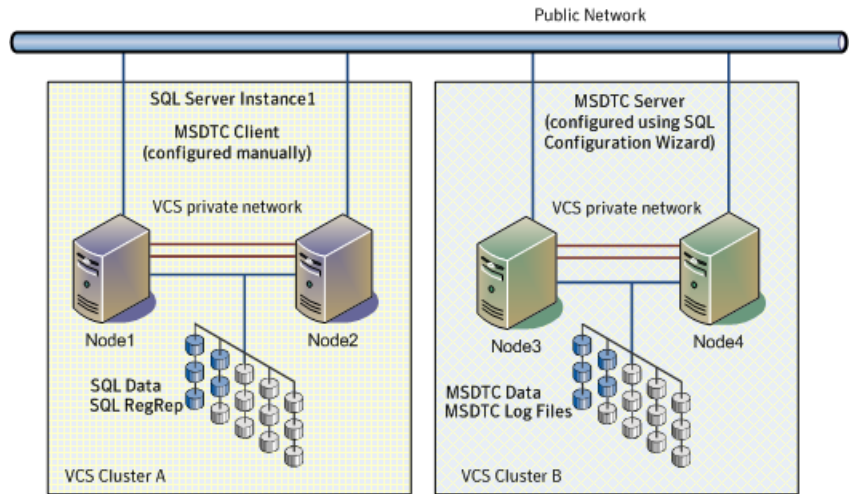 Public Network
SQL Server Instance1
MSDTC Client
(configured manually)
VCS private network
Node1
Node2
SQL Data
SQL RegRep
VCS Cluster A
MSDTC Server
(configured using SQL
Configuration Wizard)
VCS private network
Node3
Node4
MSDTC Data
MSDTC Log Files
VCS Cluster B